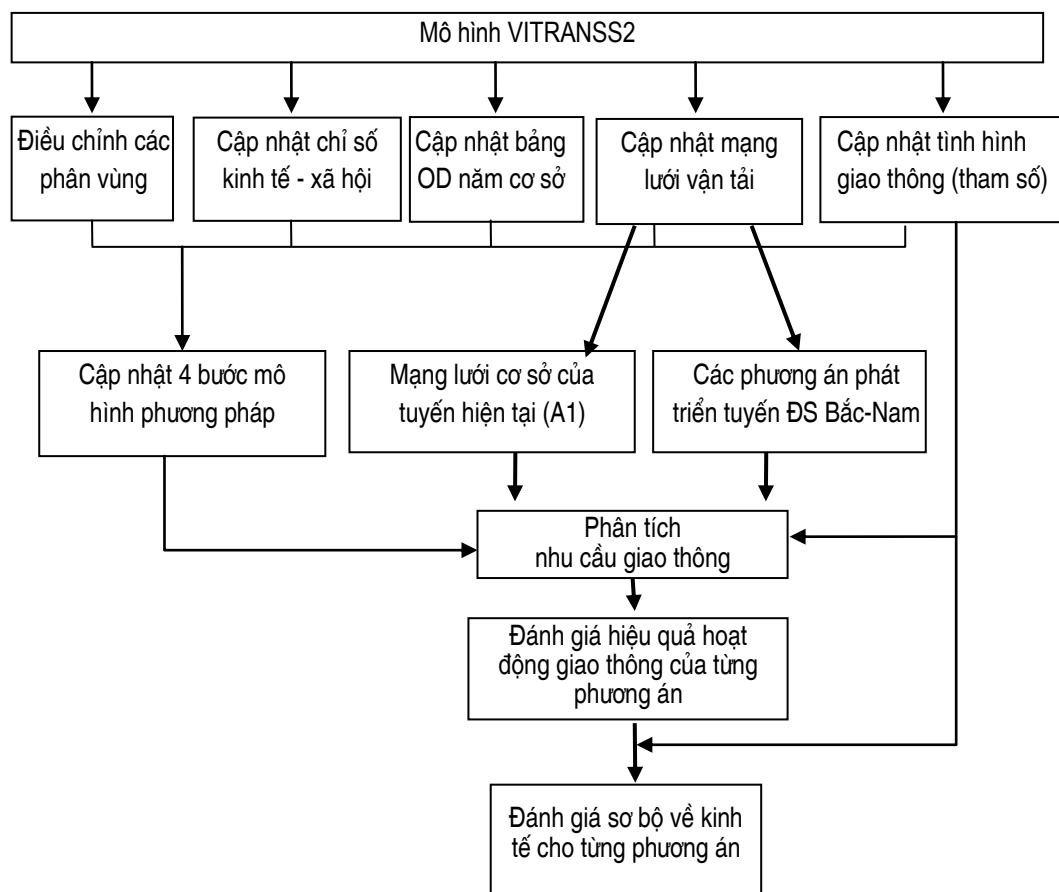 Mô hình VITRANSS2
Điều chỉnh các
phân vùng
Cập nhật chỉ số
kinh tế - xã hội
Cập nhật bảng
OD năm cơ sở
Cập nhật mạng
lưới vận tải
Cập nhật tình hình
giao thông (tham số)
Cập nhật 4 bước mô
hình phương pháp
Mạng lưới cơ sở của
tuyến hiện tại (A1)
Các phương án phát
triển tuyến ĐS Bắc-Nam
Phân tích
nhu cầu giao thông
Đánh giá hiệu quả hoạt
động giao thông của từng
phương án
Đánh giá sơ bộ về kinh
tế cho từng phương án